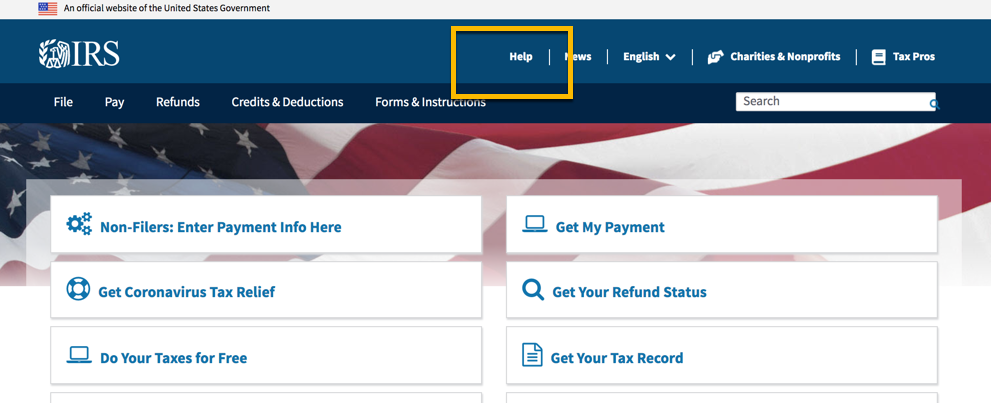 An official website of the United States Government
IRS
Help News English Charities & Nonprofits Tax Pros
File Pay Refunds Credits & Deductions Forms & Instructions Search
Non-Filers: Enter Payment Info Here Get My Payment
Get Coronavirus Tax Relief Get Your Refund Status
Do Your Taxes for Free Get Your Tax Record